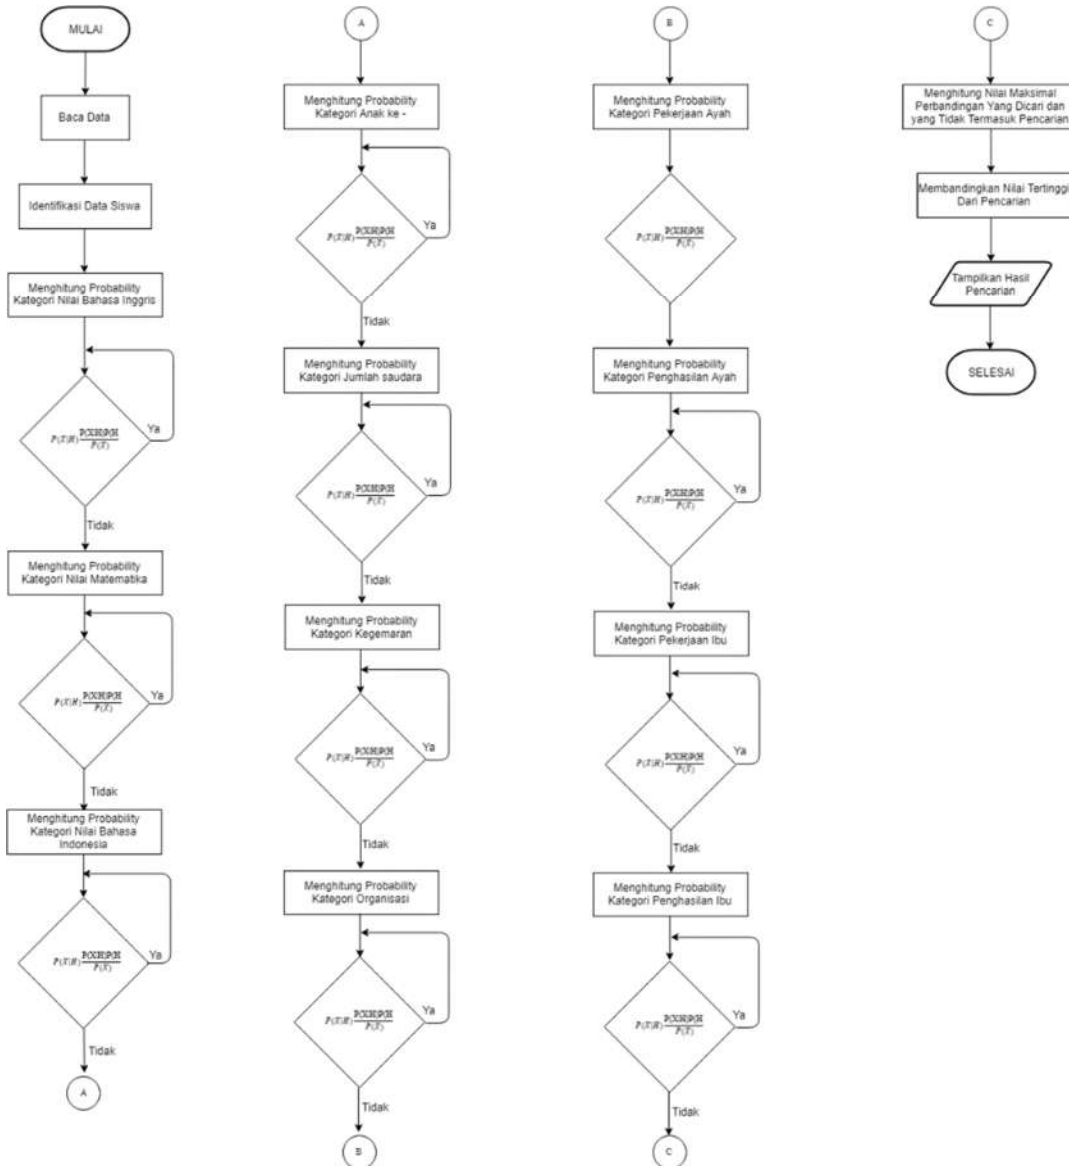 MULAI
Baca Data
Identifikasi Data Siswa
Menghitung Probability
Kategori Nilai Bahasa Inggris
P(X|H) P(X|H)P(H
P(X)
Ya
Tidak
Menghitung Probability
Kategori Nilai Matematika
P(X|H) P(X|H)P(H
P(X)
Ya
Tidak
Menghitung Probability
Kategori Nilai Bahasa
Indonesia
P(X|H) P(X|H)P(H
P(X)
Ya
Tidak
A
A
Menghitung Probability
Kategori Anak ke -
P(X|H) P(X|H)P(H
P(X)
Ya
Tidak
Menghitung Probability
Kategori Jumlah saudara
P(X|H) P(X|H)P(H
P(X)
Ya
Tidak
Menghitung Probability
Kategori Kegemaran
P(X|H) P(X|H)P(H
P(X)
Ya
Tidak
Menghitung Probability
Kategori Organisasi
P(X|H) P(X|H)P(H
P(X)
Ya
Tidak
B
B
Menghitung Probability
Kategori Pekerjaan Ayah
P(X|H) P(X|H)P(H
P(X)
Menghitung Probability
Kategori Penghasilan Ayah
P(X|H) P(X|H)P(H
P(X)
Ya
Tidak
Menghitung Probability
Kategori Pekerjaan Ibu
P(X|H) P(X|H)P(H
P(X)
Ya
Tidak
Menghitung Probability
Kategori Penghasilan Ibu
P(X|H) P(X|H)P(H
P(X)
Ya
Tidak
C
C
Menghitung Nilai Maksimal
Perbandingan Yang Dicari dan
yang Tidak Termasuk Pencarian
Membandingkan Nilai Tertinggi
Dari Pencarian
Tampilkan Hasil
Pencarian
SELESAI